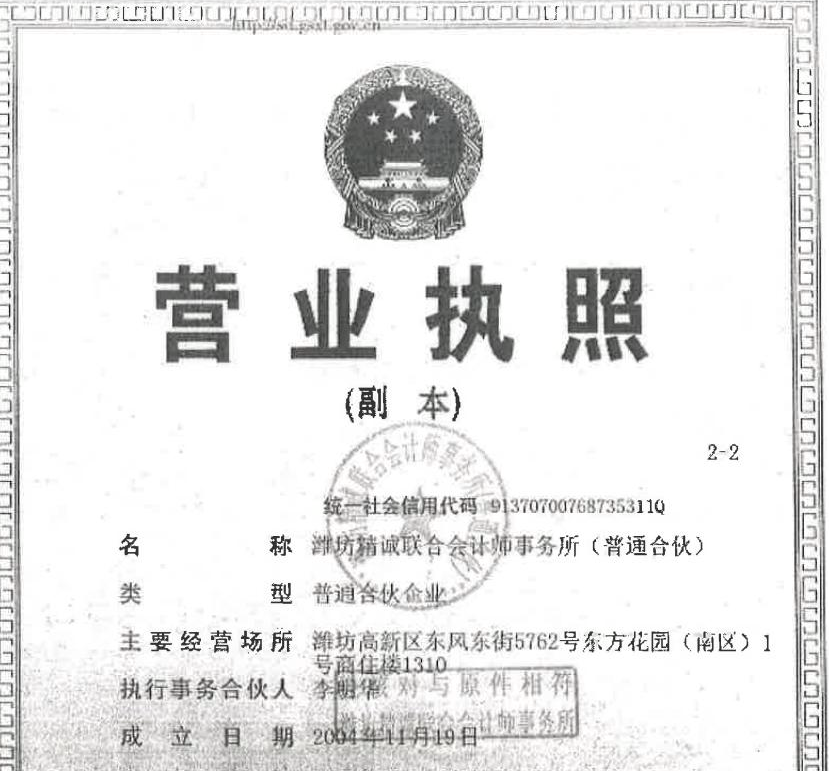 http://sd.gsxt.gov.cn
营业执照
(副 本)
2-2
统一社会信用代码 91370700768735311Q
名 称 潍坊精诚联合会计师事务所（普通合伙）
类 型 普通合伙企业
主要经营场所 潍坊高新区东风东街5762号东方花园（南区）1
号商住楼1310
执行事务合伙人 李明华
核对与原件相符
潍坊精诚联合会计师事务所
成立日期 2004年11月19日